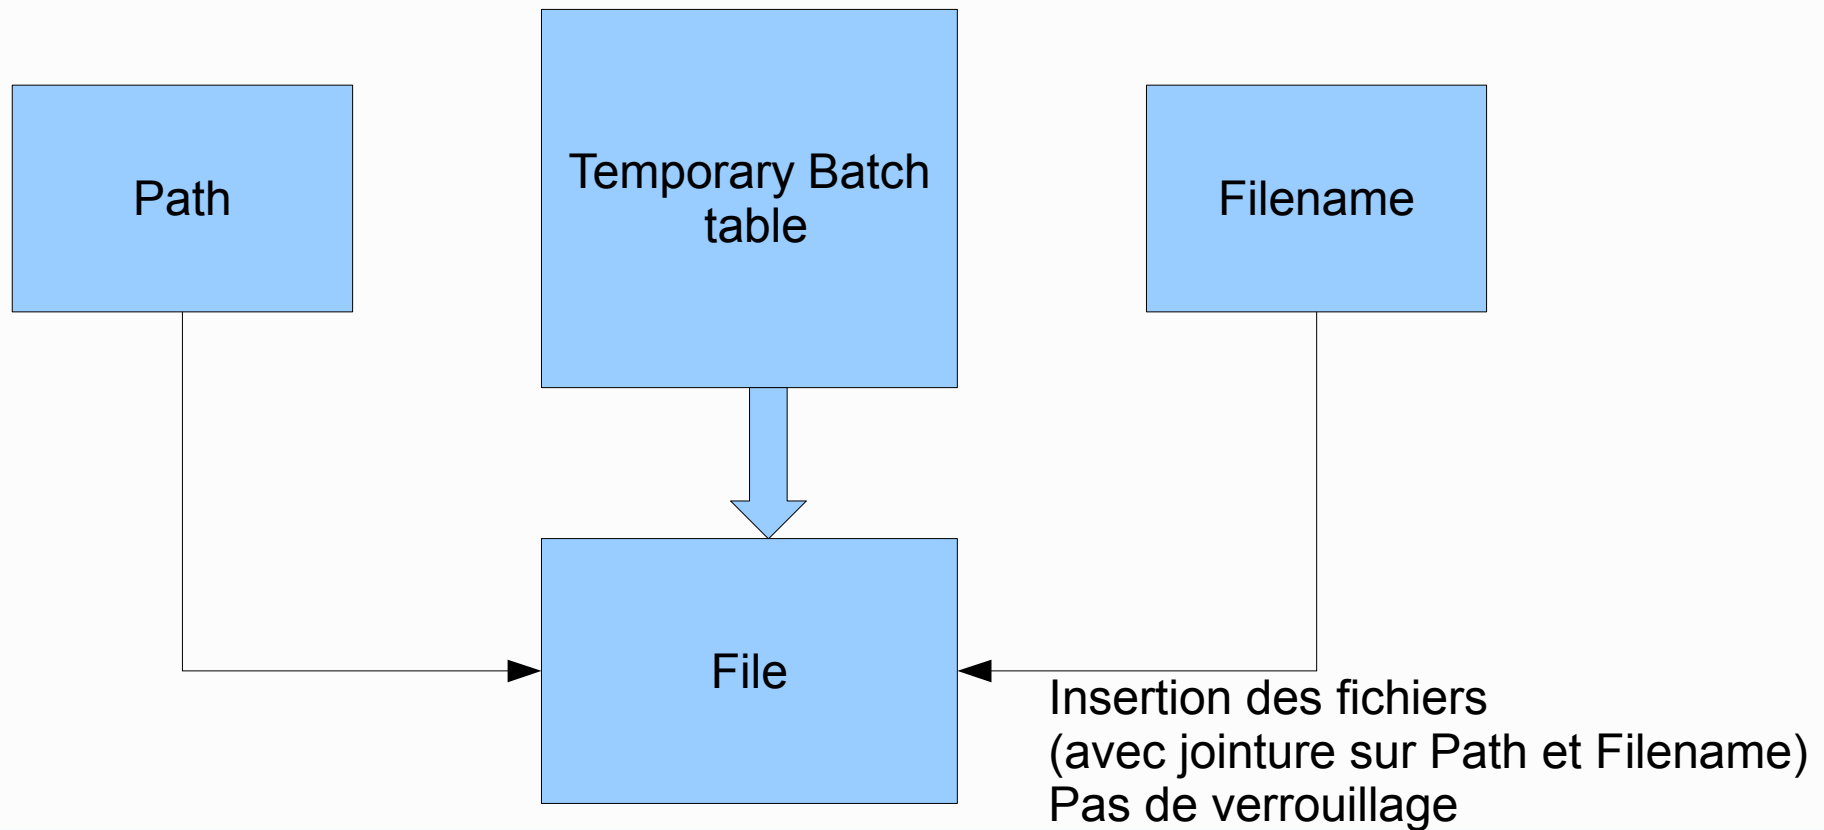 Path
Temporary Batch
table
Filename
File
Insertion des fichiers
(avec jointure sur Path et Filename)
Pas de verrouillage